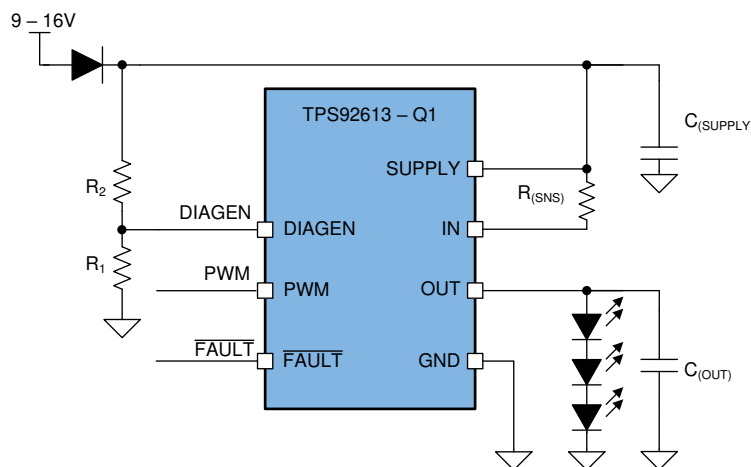 9 – 16V
TPS92613 – Q1
C(SUPPLY
SUPPLY
R2
R(SNS)
DIAGEN
DIAGEN
IN
R1
PWM
PWM
OUT
FAULT
FAULT
GND
C(OUT)